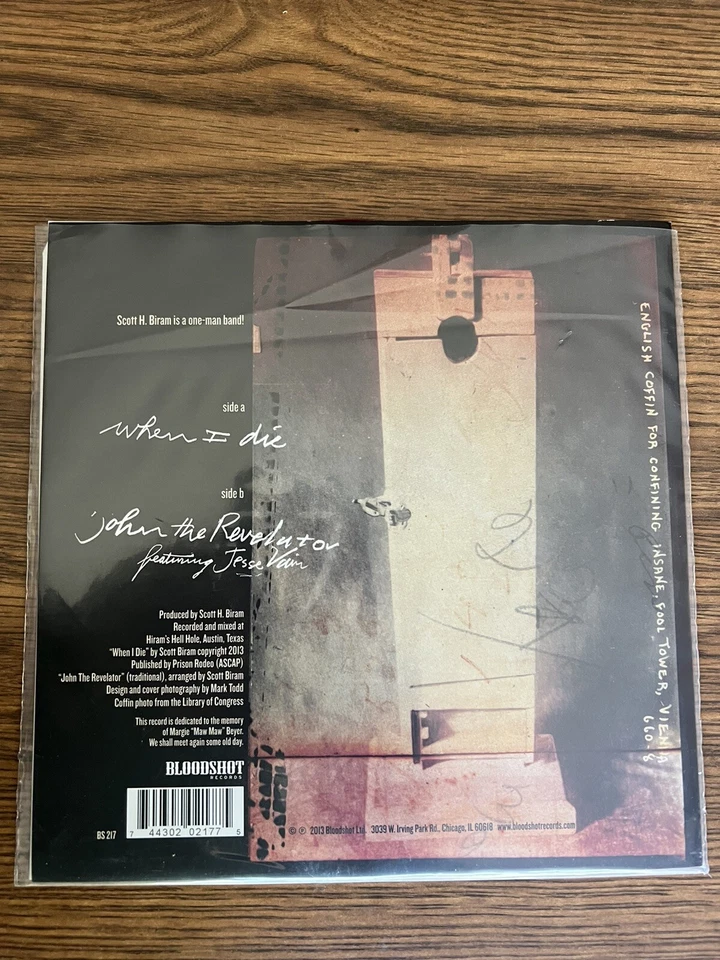 Scott H. Biram is a one-man band!
side a
when I die
side b
John the Revelator
featuring Jesse Vain
Produced by Scott H. Biram
Recorded and mixed at
Hiram's Hell Hole, Austin, Texas
"When I Die" by Scott Biram copyright 2013
Published by Prison Rodeo (ASCAP)
"John The Revelator" (traditional), arranged by Scott Biram
Design and cover photography by Mark Todd
Coffin photo from the Library of Congress
This record is dedicated to the memory
of Margie "Maw Maw" Beyer.
We shall meet again some old day.
BLOODSHOT
RECORDS
BS 217
7 44302 02177 5
© ℗ 2013 Bloodshot Ltd. 3039 W. Irving Park Rd., Chicago, IL 60618 www.bloodshotrecords.com
ENGLISH COFFIN FOR CONFINING INSANE, FOOL TOWER, VIENNA
660-8